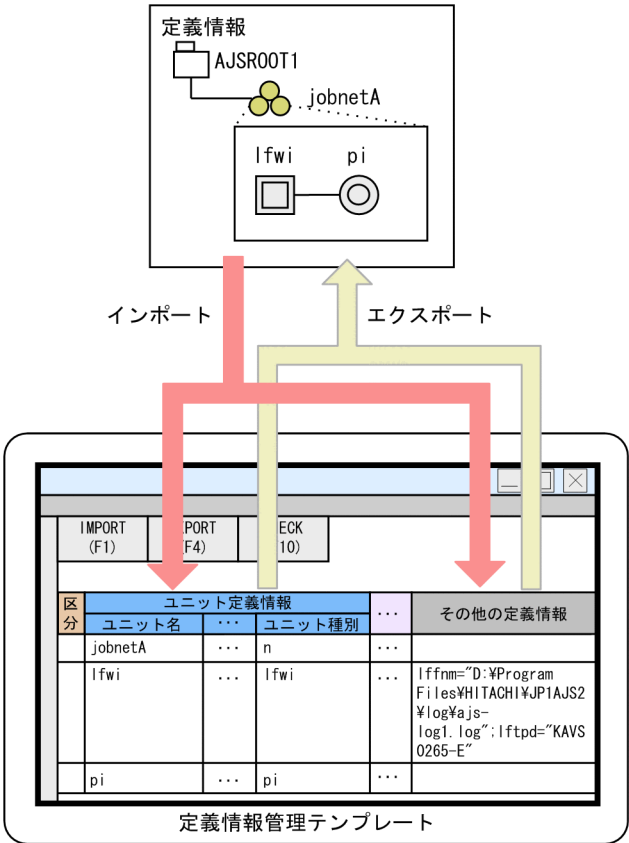 定義情報
AJSROOT1
jobnetA
lfwi
pi
インポート
エクスポート
IMPORT
(F1)
PORT
F4)
ECK
10)
区分
ユニット定義情報
...
その他の定義情報
ユニット名
...
ユニット種別
jobnetA
...
n
...
lfwi
...
lfwi
...
lffnm="D:¥Program
Files¥HITACHI¥JP1AJS2
¥log¥ajs-
log1.log";lftpd="KAVS
0265-E"
pi
...
pi
...
定義情報管理テンプレート